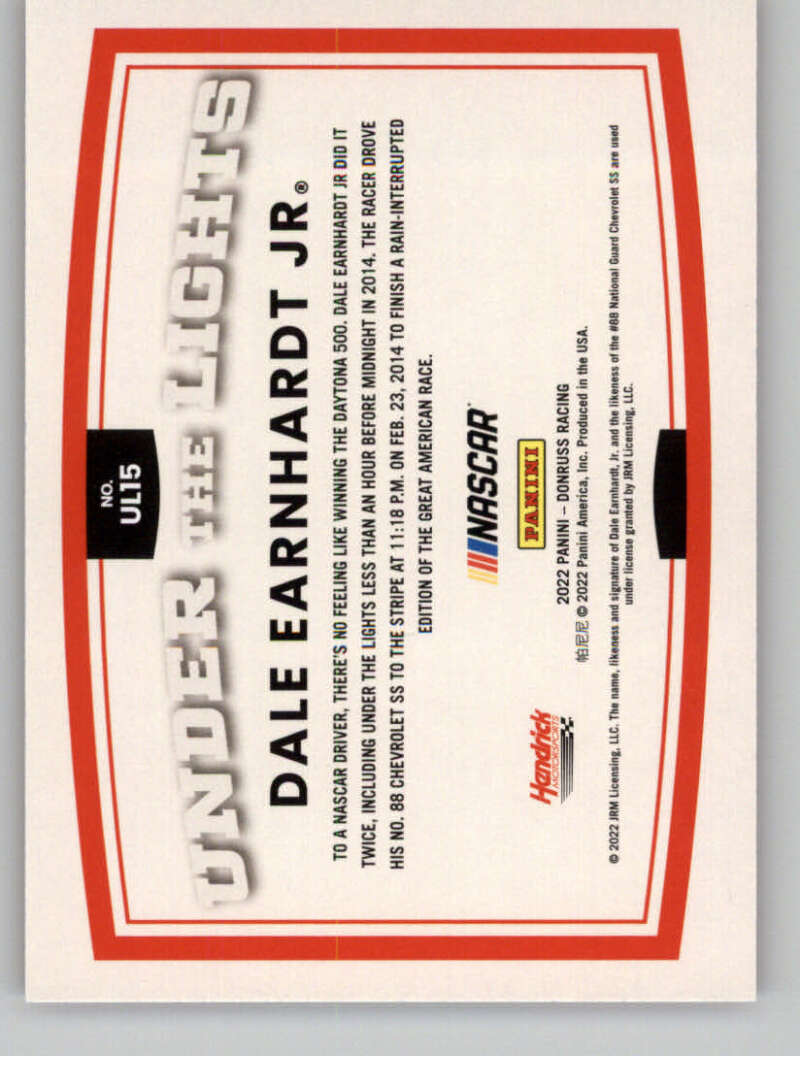 NO.
UL15
UNDER THE LIGHTS
DALE EARNHARDT JR.®
TO A NASCAR DRIVER, THERE'S NO FEELING LIKE WINNING THE DAYTONA 500. DALE EARNHARDT JR DID IT
TWICE, INCLUDING UNDER THE LIGHTS LESS THAN AN HOUR BEFORE MIDNIGHT IN 2014. THE RACER DROVE
HIS NO. 88 CHEVROLET SS TO THE STRIPE AT 11:18 P.M. ON FEB. 23, 2014 TO FINISH A RAIN-INTERRUPTED
EDITION OF THE GREAT AMERICAN RACE.
NASCAR
PANINI
Hendrick
MOTORSPORTS
2022 PANINI – DONRUSS RACING
帕尼尼 © 2022 Panini America, Inc. Produced in the USA.
© 2022 JRM Licensing, LLC. The name, likeness and signature of Dale Earnhardt, Jr. and the likeness of the #88 National Guard Chevrolet SS are used
under license granted by JRM Licensing, LLC.